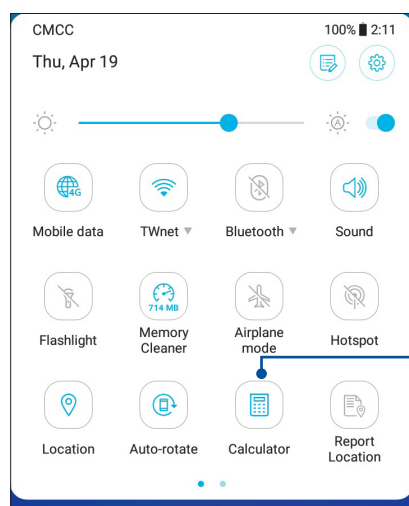 CMCC 100% 2:11
Thu, Apr 19
A
4G
Mobile data TWnet Bluetooth Sound
714 MB
Flashlight Memory Cleaner Airplane mode Hotspot
Location Auto-rotate Calculator Report Location